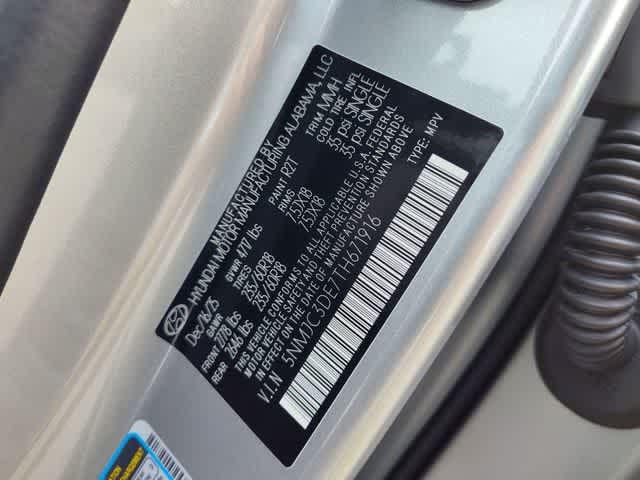 MANUFACTURED BY
HYUNDAI MOTOR MANUFACTURING ALABAMA, LLC
Dec/16/25 GVWR 4717 lbs PAINT R2T TRIM MMH
GAWR TIRES RIMS COLD TIRE INFL
FRONT 2778 lbs 235/60R18 7.5JX18 35 psi SINGLE
REAR 2646 lbs 235/60R18 7.5JX18 35 psi SINGLE
THIS VEHICLE CONFORMS TO ALL APPLICABLE U.S.A. FEDERAL
MOTOR VEHICLE SAFETY AND THEFT PREVENTION STANDARDS
IN EFFECT ON THE DATE OF MANUFACTURE SHOWN ABOVE
V.I.N 5NMJC3DE7TH671916 TYPE: MPV